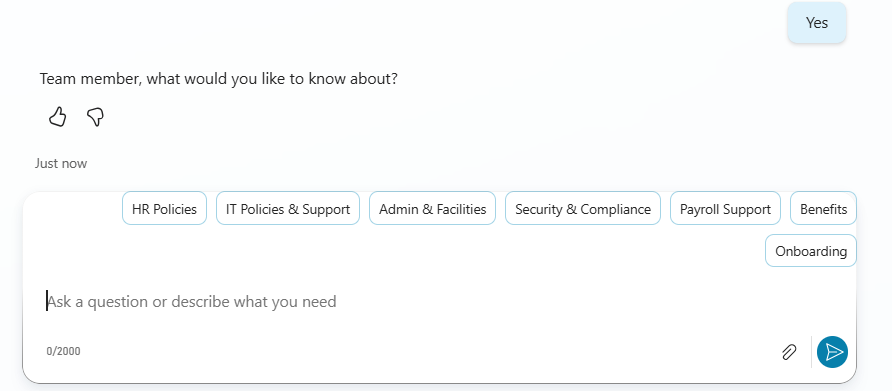 Yes
Team member, what would you like to know about?
Just now
HR Policies IT Policies & Support Admin & Facilities Security & Compliance Payroll Support Benefits
Onboarding
Ask a question or describe what you need
0/2000